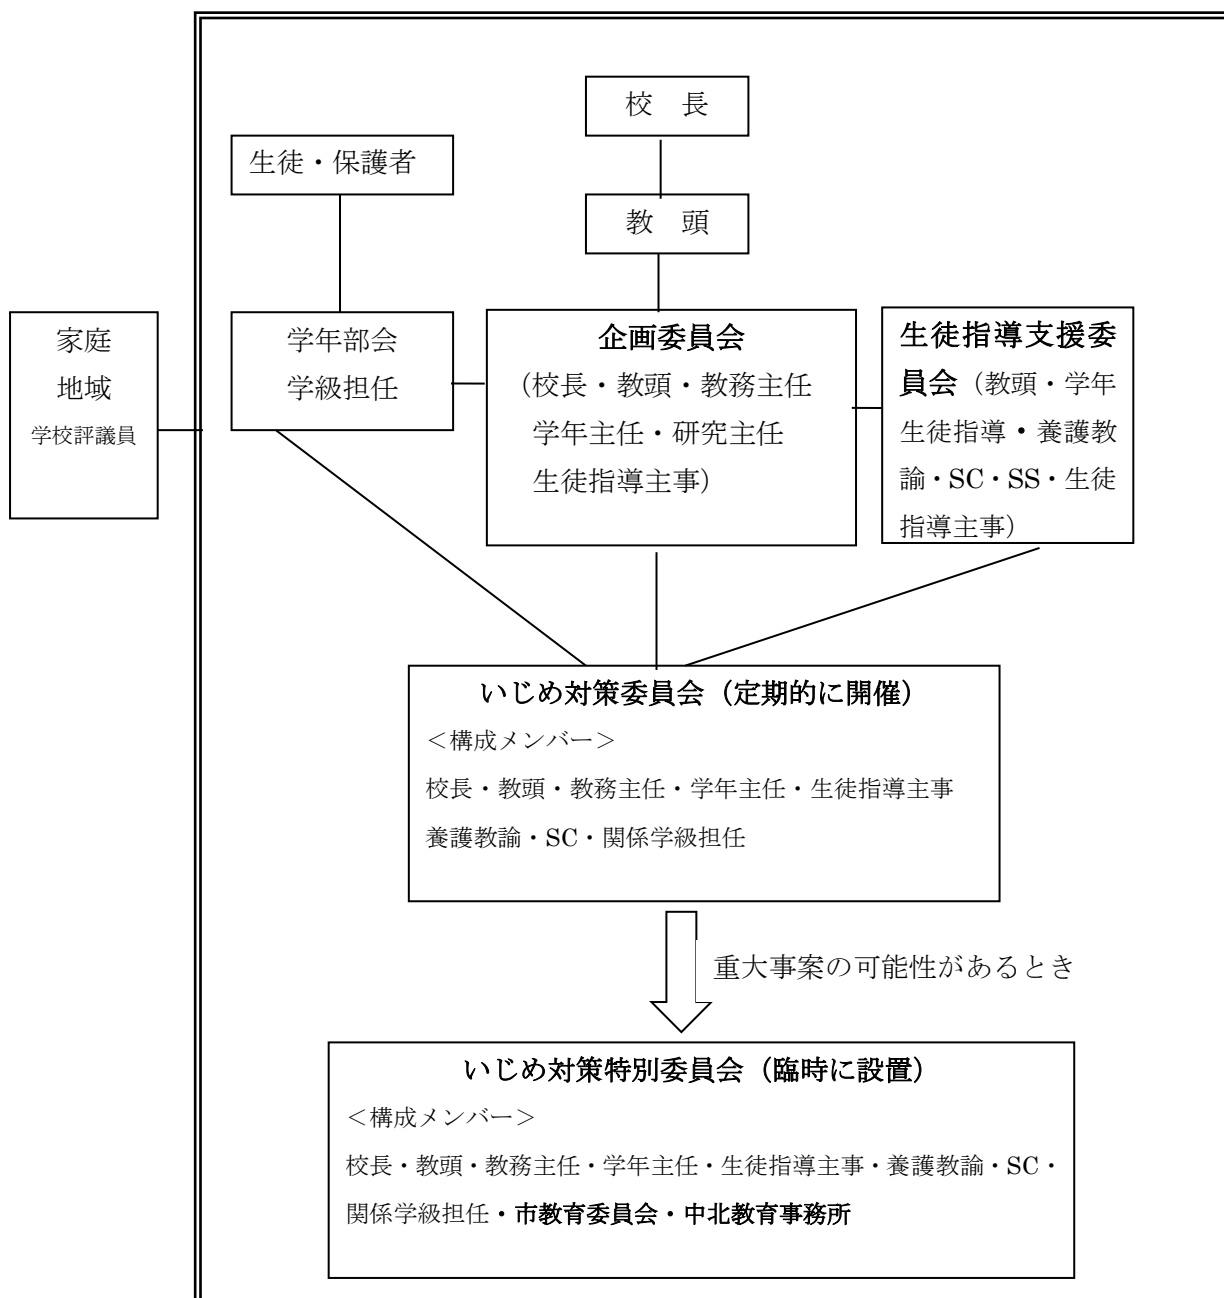 校　長
生徒・保護者
教　頭
家庭
地域
学校評議員
学年部会
学級担任
企画委員会
（校長・教頭・教務主任
学年主任・研究主任
生徒指導主事）
生徒指導支援委
員会（教頭・学年
生徒指導・養護教
諭・SC・SS・生徒
指導主事）
いじめ対策委員会（定期的に開催）
＜構成メンバー＞
校長・教頭・教務主任・学年主任・生徒指導主事
養護教諭・SC・関係学級担任
重大事案の可能性があるとき
いじめ対策特別委員会（臨時に設置）
＜構成メンバー＞
校長・教頭・教務主任・学年主任・生徒指導主事・養護教諭・SC・
関係学級担任・市教育委員会・中北教育事務所